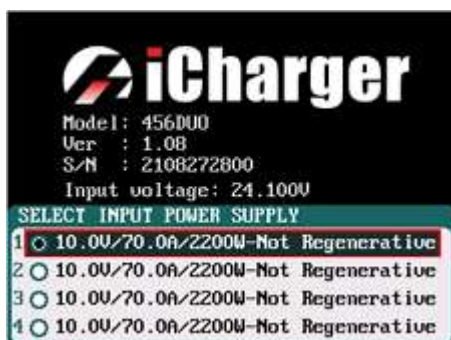 iCharger
Model: 456DUO
Ver : 1.08
S/N : 2108272800
Input voltage: 24.100V
SELECT INPUT POWER SUPPLY
1 10.0V/70.0A/2200W-Not Regenerative
2 10.0V/70.0A/2200W-Not Regenerative
3 10.0V/70.0A/2200W-Not Regenerative
4 10.0V/70.0A/2200W-Not Regenerative